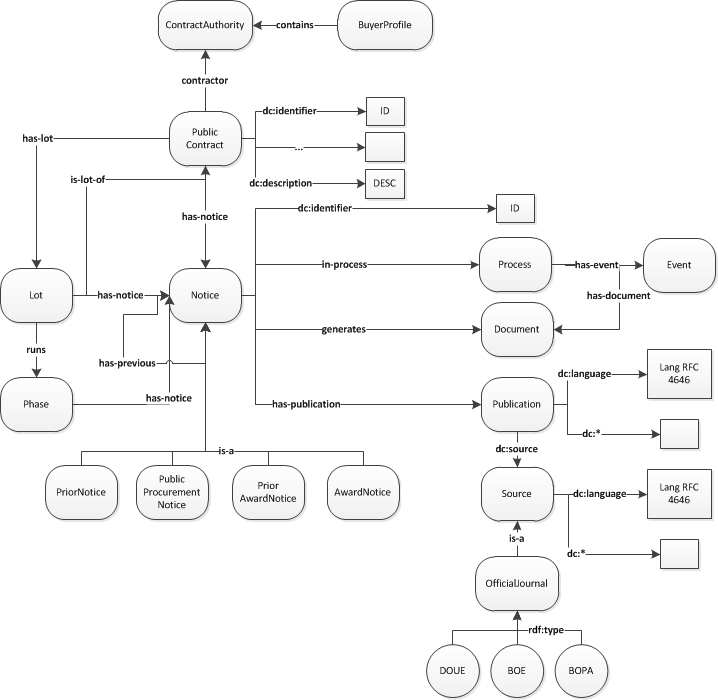 ContractAuthority
contains
BuyerProfile
contractor
dc:identifier
ID
has-lot
Public
Contract
...
is-lot-of
dc:description
DESC
dc:identifier
ID
has-notice
in-process
Process
has-event
Event
Lot
has-notice
Notice
has-document
generates
Document
runs
has-previous
dc:language
Lang RFC
4646
has-notice
Phase
has-publication
Publication
dc:*
is-a
dc:source
PriorNotice
Public
Procurement
Notice
Prior
AwardNotice
AwardNotice
Source
dc:language
Lang RFC
4646
is-a
dc:*
OfficialJournal
rdf:type
DOUE
BOE
BOPA